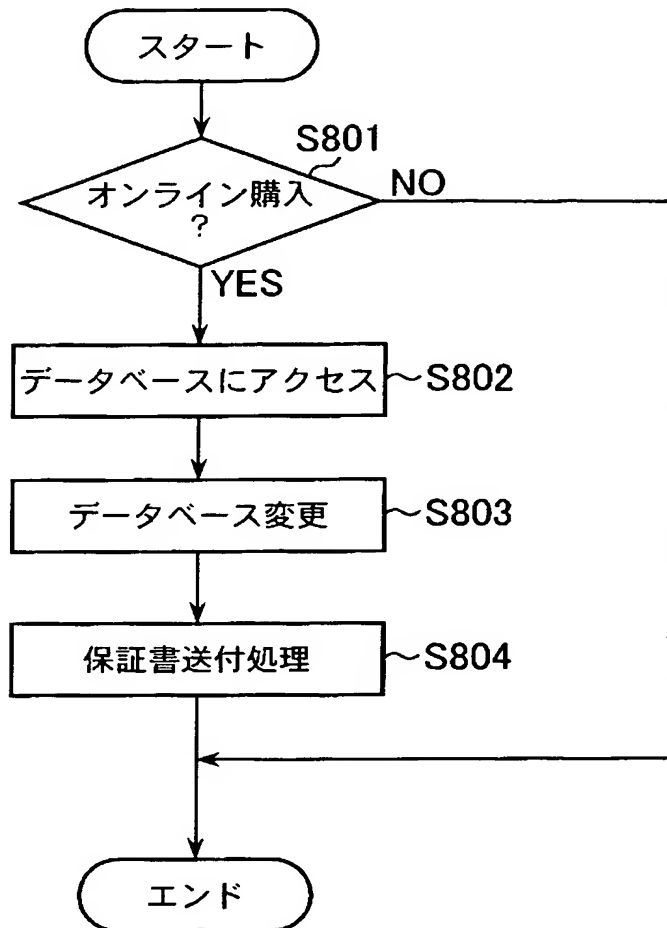 スタート
S801
オンライン購入
?
NO
YES
データベースにアクセス
S802
データベース変更
S803
保証書送付処理
S804
エンド